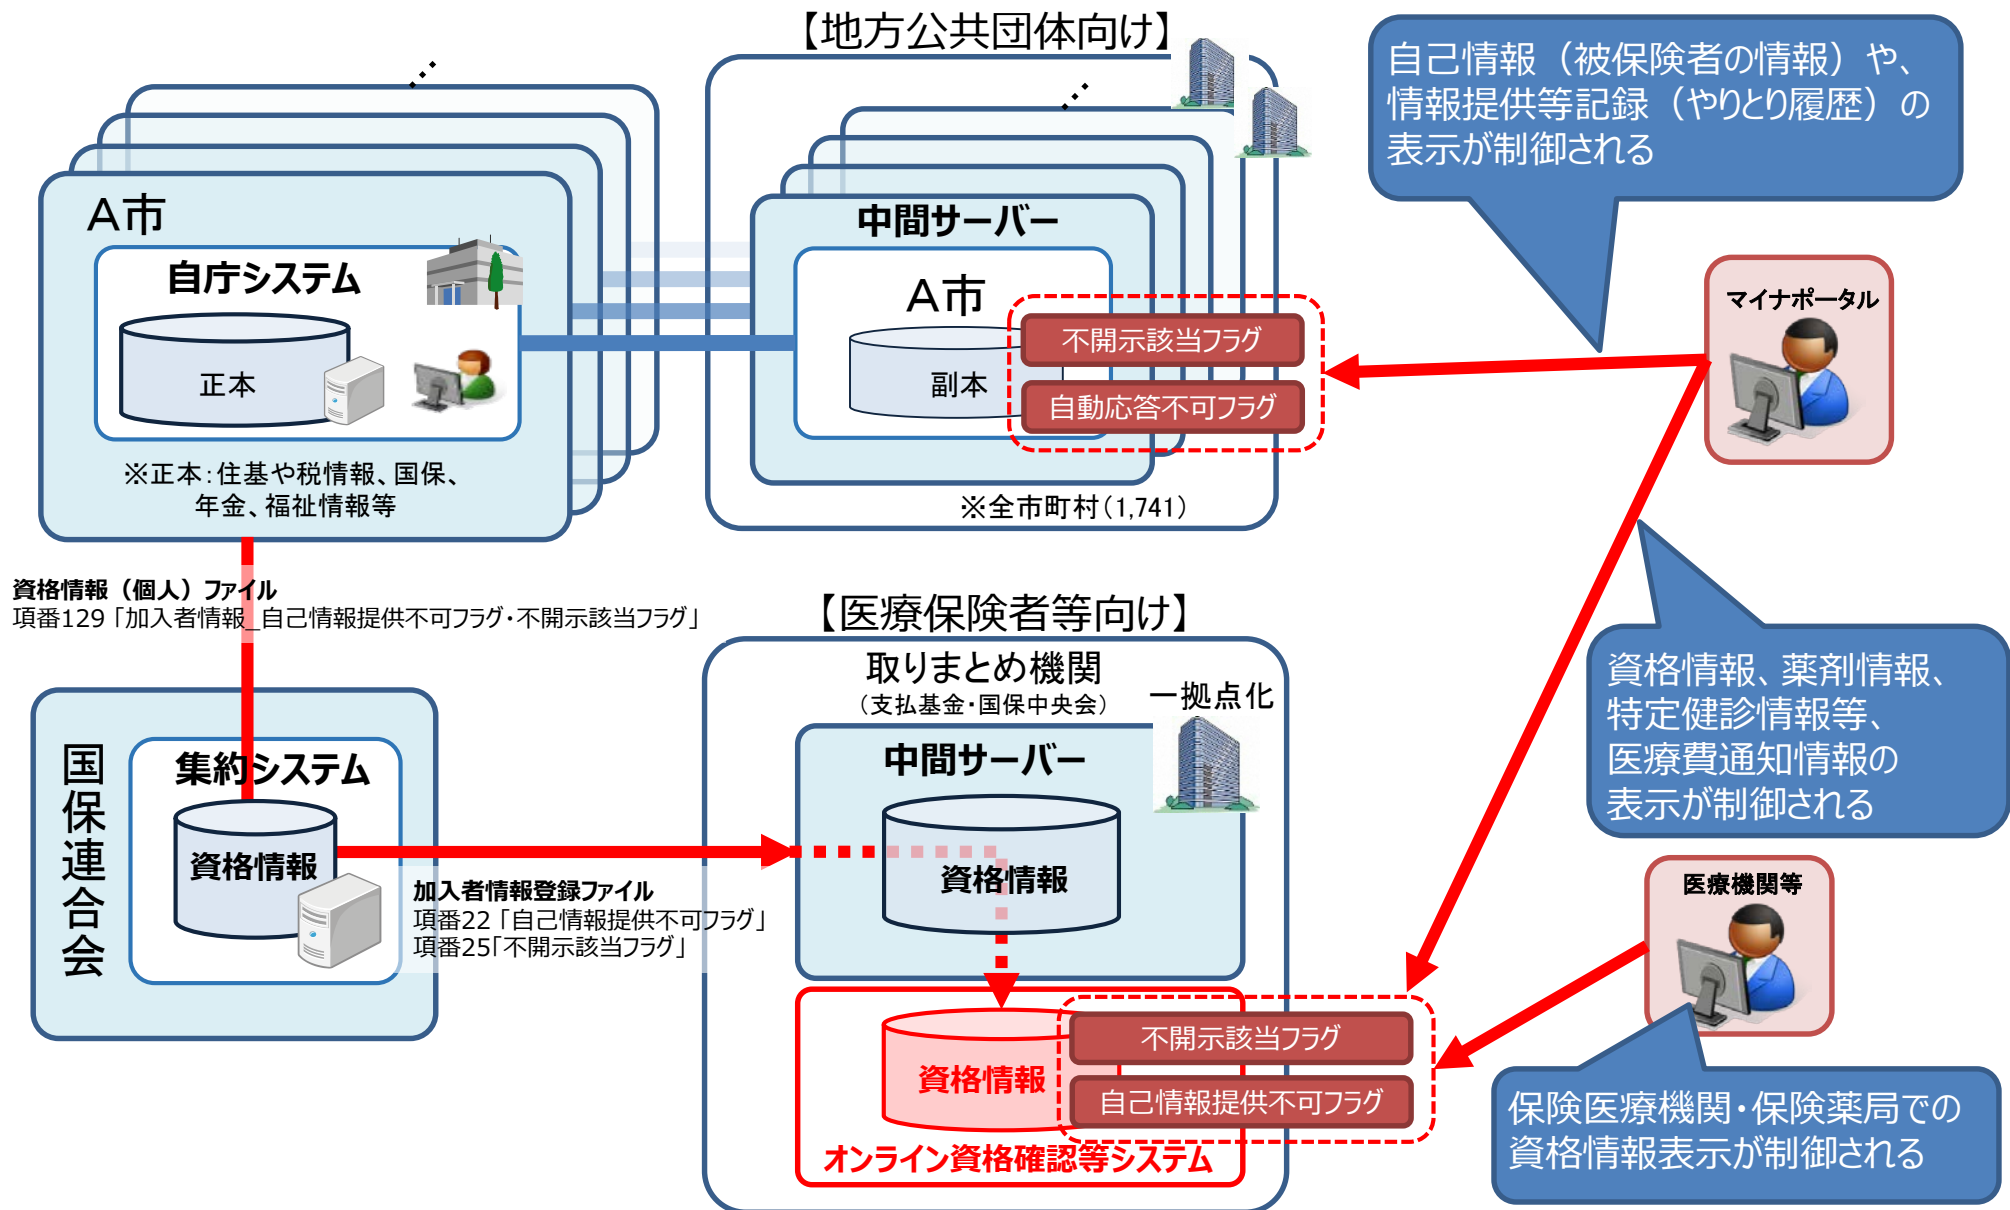 【地方公共団体向け】
A市
自庁システム
正本
※正本：住基や税情報、国保、
年金、福祉情報等
中間サーバー
A市
副本
不開示該当フラグ
自動応答不可フラグ
※全市町村（1,741）
自己情報（被保険者の情報）や、
情報提供等記録（やりとり履歴）の
表示が制御される
マイナポータル
資格情報（個人）ファイル
項番129「加入者情報_自己情報提供不可フラグ・不開示該当フラグ」
国保連合会
集約システム
資格情報
加入者情報登録ファイル
項番22「自己情報提供不可フラグ」
項番25「不開示該当フラグ」
【医療保険者等向け】
取りまとめ機関
（支払基金・国保中央会）
一拠点化
中間サーバー
資格情報
資格情報
不開示該当フラグ
自己情報提供不可フラグ
オンライン資格確認等システム
資格情報、薬剤情報、
特定健診情報等、
医療費通知情報の
表示が制御される
医療機関等
保険医療機関・保険薬局での
資格情報表示が制御される